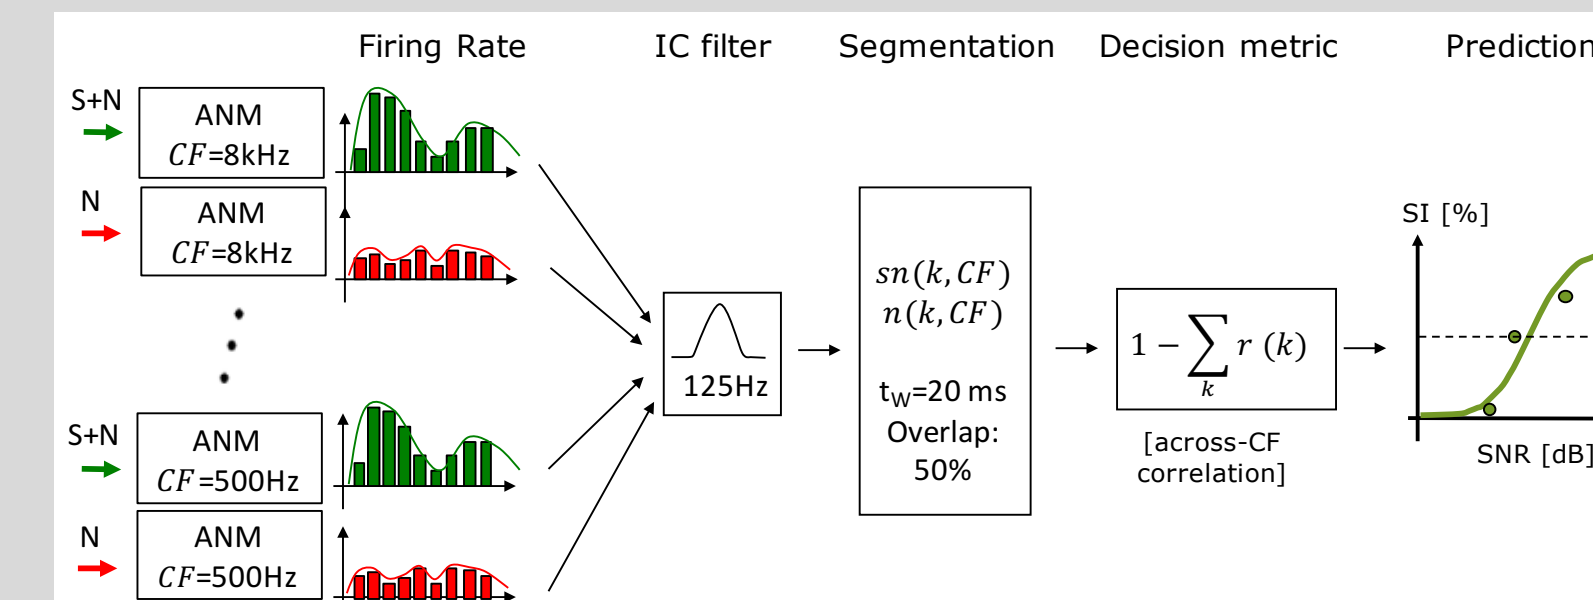 Firing Rate
IC filter
Segmentation
Decision metric
Prediction
S+N
ANM
CF=8kHz
N
ANM
CF=8kHz
S+N
ANM
CF=500Hz
N
ANM
CF=500Hz
125Hz
sn(k,CF)
n(k,CF)
tW=20 ms
Overlap:
50%
1 − ∑ r (k)
k
[across-CF
correlation]
SI [%]
SNR [dB]